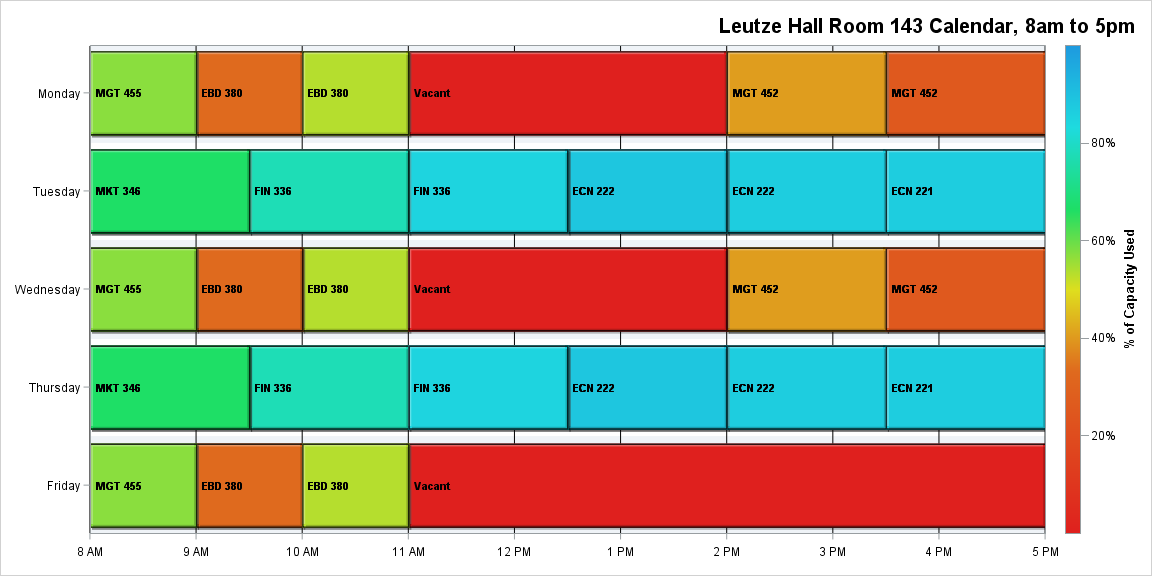 Leutze Hall Room 143 Calendar, 8am to 5pm
Monday
MGT 455
EBD 380
EBD 380
Vacant
MGT 452
MGT 452
Tuesday
MKT 346
FIN 336
FIN 336
ECN 222
ECN 222
ECN 221
Wednesday
MGT 455
EBD 380
EBD 380
Vacant
MGT 452
MGT 452
Thursday
MKT 346
FIN 336
FIN 336
ECN 222
ECN 222
ECN 221
Friday
MGT 455
EBD 380
EBD 380
Vacant
8 AM
9 AM
10 AM
11 AM
12 PM
1 PM
2 PM
3 PM
4 PM
5 PM
80%
60%
40%
20%
% of Capacity Used